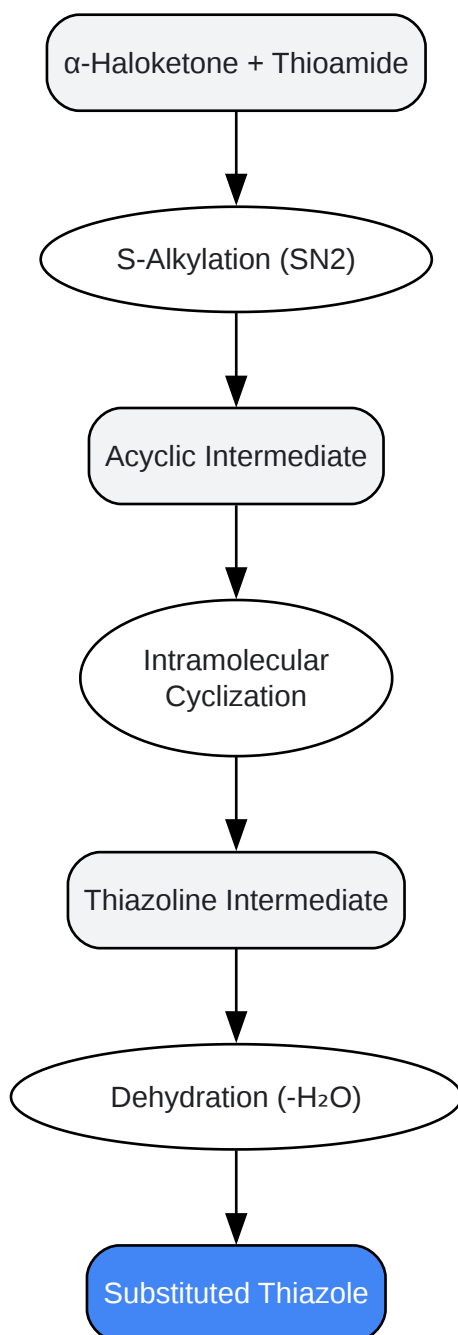 α-Haloketone + Thioamide
S-Alkylation (SN2)
Acyclic Intermediate
Intramolecular
Cyclization
Thiazoline Intermediate
Dehydration (-H₂O)
Substituted Thiazole